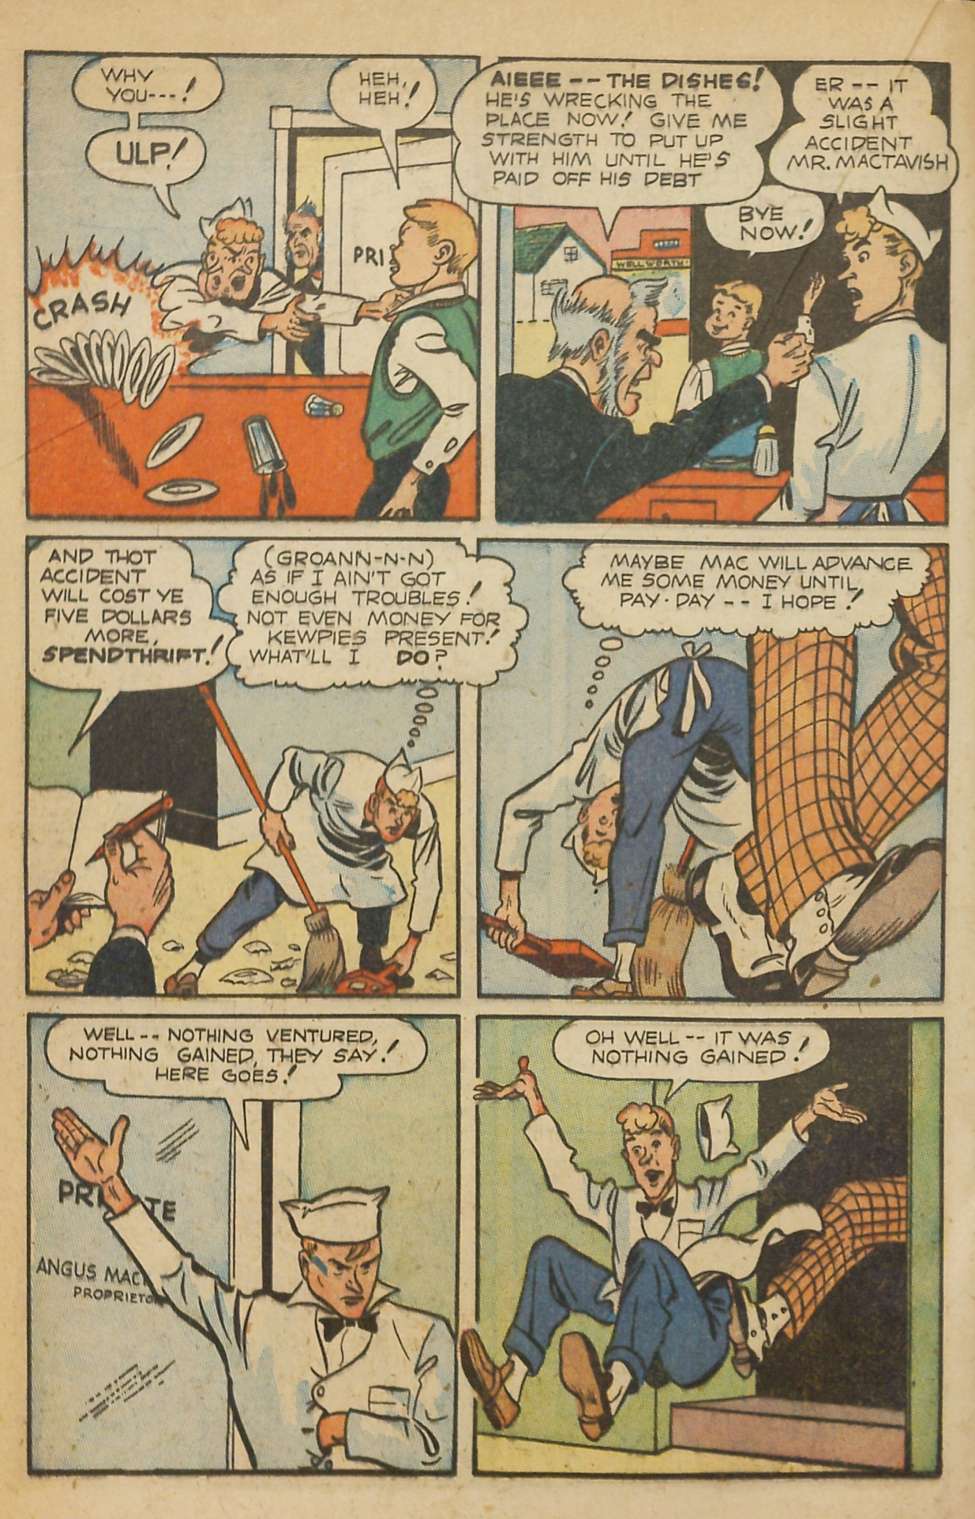 WHY
YOU---!
ULP!
HEH,
HEH!
CRASH
PRI
AIEEE -- THE DISHES!
HE'S WRECKING THE
PLACE NOW! GIVE ME
STRENGTH TO PUT UP
WITH HIM UNTIL HE'S
PAID OFF HIS DEBT
ER -- IT
WAS A
SLIGHT
ACCIDENT
MR. MACTAVISH
BYE
NOW!
WELLWORTH
AND THOT
ACCIDENT
WILL COST YE
FIVE DOLLARS
MORE,
SPENDTHRIFT!
(GROANN-N-N)
AS IF I AIN'T GOT
ENOUGH TROUBLES!
NOT EVEN MONEY FOR
KEWPIES PRESENT!
WHAT'LL I DO?
MAYBE MAC WILL ADVANCE
ME SOME MONEY UNTIL
PAY-DAY -- I HOPE!
WELL -- NOTHING VENTURED,
NOTHING GAINED, THEY SAY!
HERE GOES!
PRI TE
ANGUS MACT
PROPRIETOR
OH WELL -- IT WAS
NOTHING GAINED!